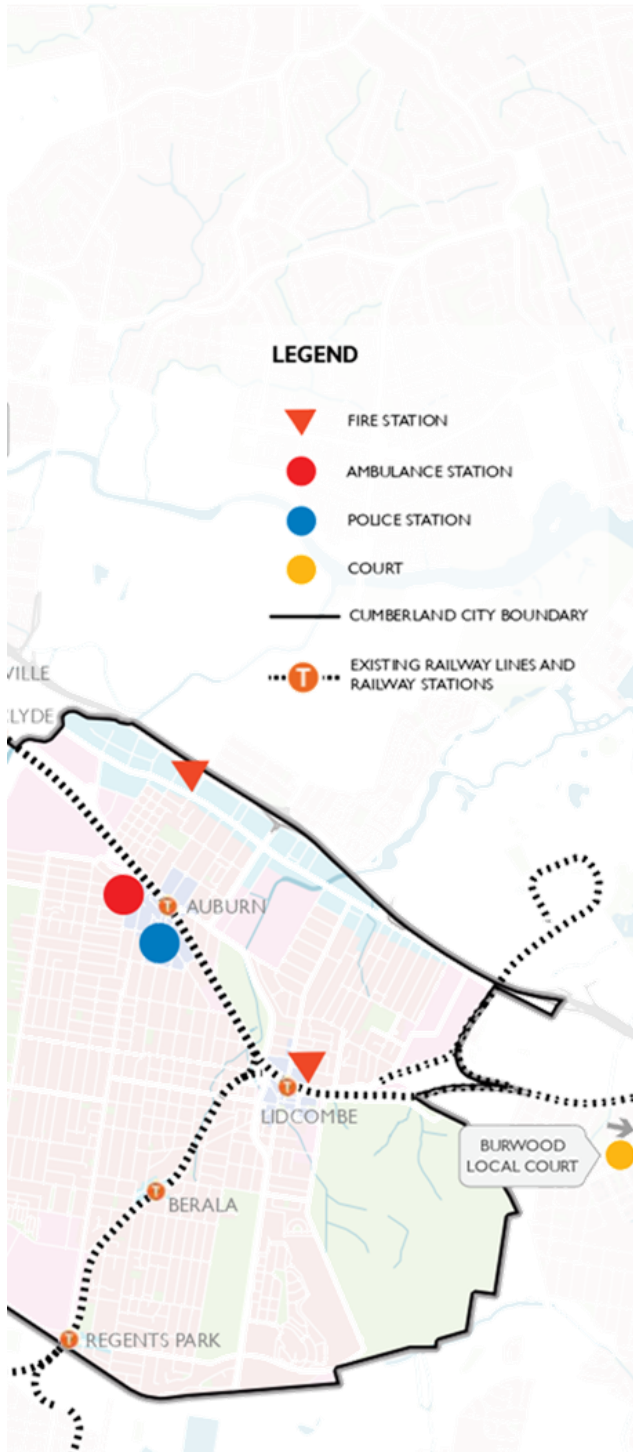 LEGEND
FIRE STATION
AMBULANCE STATION
POLICE STATION
COURT
CUMBERLAND CITY BOUNDARY
T
EXISTING RAILWAY LINES AND
RAILWAY STATIONS
VILLE
CLYDE
T
AUBURN
T
LIDCOMBE
BURWOOD
LOCAL COURT
T
BERALA
T
REGENTS PARK